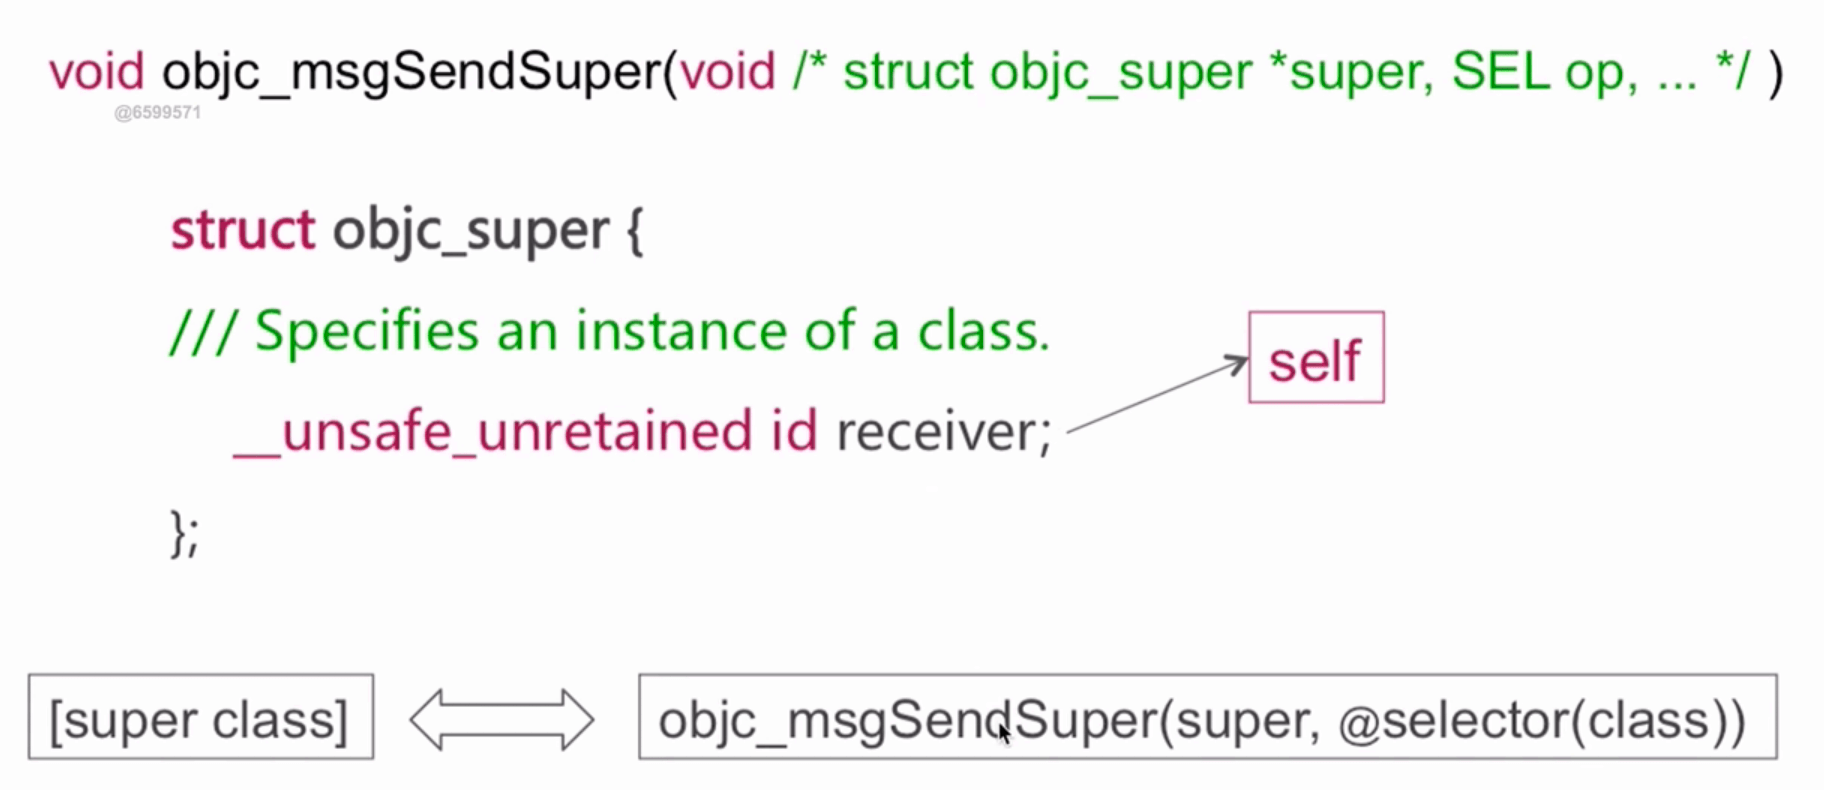 void objc_msgSendSuper(void /* struct objc_super *super, SEL op, ... */ )
@6599571
struct objc_super {
/// Specifies an instance of a class.
__unsafe_unretained id receiver;
self
};
[super class]
objc_msgSendSuper(super, @selector(class))